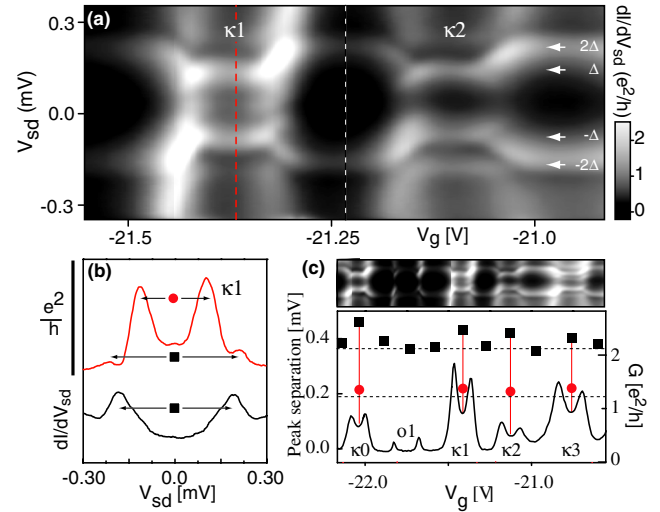 (a)
κ1
κ2
2Δ
Δ
-Δ
-2Δ
0.3
0.0
-0.3
V_sd (mV)
-21.5
-21.25
V_g [V]
-21.0
dI/dV_sd (e²/h)
2
1
0
(b)
κ1
e²/h
dI/dV_sd
-0.30
0.0
0.30
V_sd [mV]
(c)
Peak separation [mV]
0.4
0.2
0.0
κ0
o1
κ1
κ2
κ3
2
1
0
G [e²/h]
-22.0
-21.0
V_g [V]